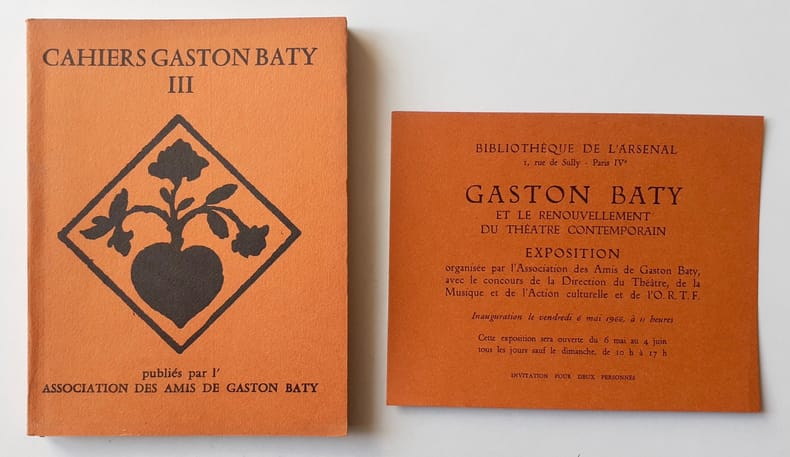 CAHIERS GASTON BATY
III
publiés par l'
ASSOCIATION DES AMIS DE GASTON BATY
BIBLIOTHÈQUE DE L'ARSENAL
1, rue de Sully - Paris IVe
GASTON BATY
ET LE RENOUVELLEMENT
DU THÉATRE CONTEMPORAIN
EXPOSITION
organisée par l'Association des Amis de Gaston Baty,
avec le concours de la Direction du Théâtre, de la
Musique et de l'Action culturelle et de l'O. R. T. F.
Inauguration le vendredi 6 mai 1966, à 11 heures
Cette exposition sera ouverte du 6 mai au 4 juin
tous les jours sauf le dimanche, de 10 h à 17 h
INVITATION POUR DEUX PERSONNES